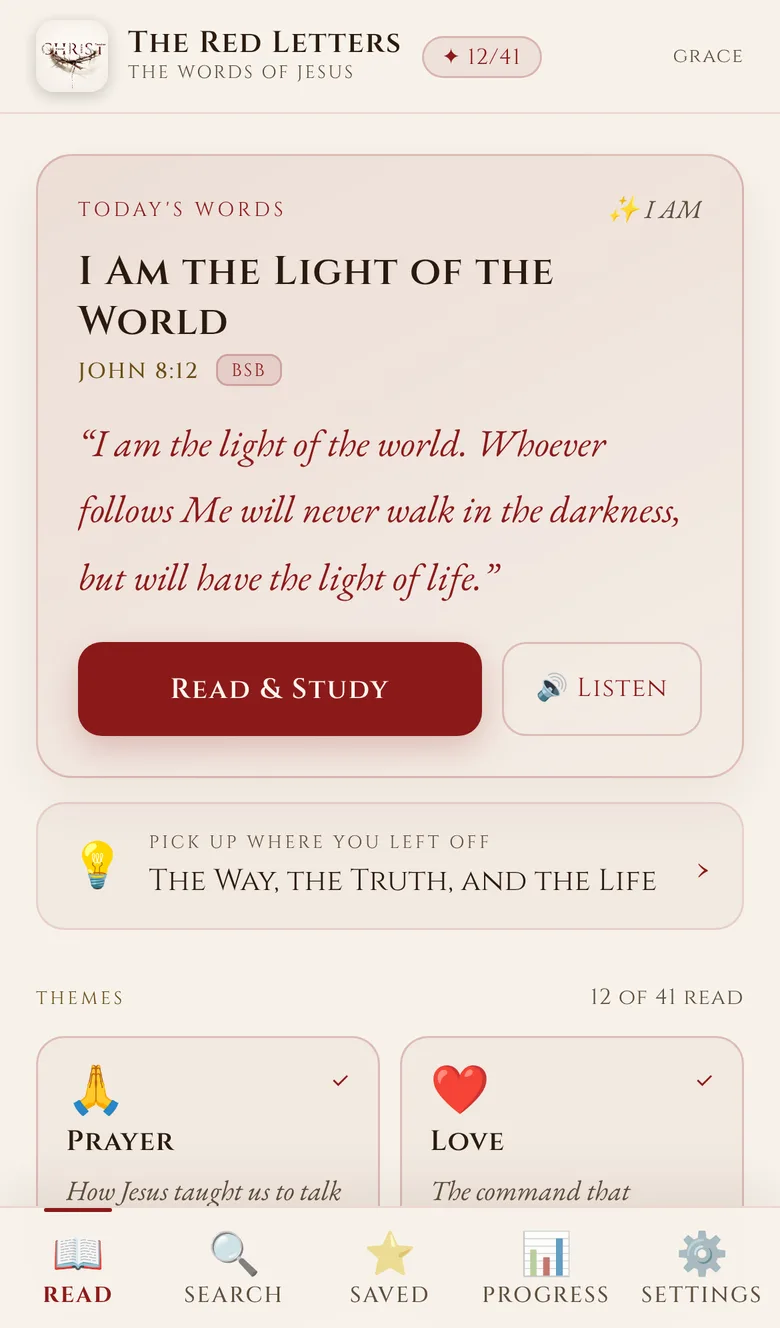 CHRIST
THE RED LETTERS
THE WORDS OF JESUS
✦ 12/41
GRACE
TODAY'S WORDS
✨ I AM
I AM THE LIGHT OF THE
WORLD
JOHN 8:12
BSB
“I am the light of the world. Whoever
follows Me will never walk in the darkness,
but will have the light of life.”
READ & STUDY
🔊 LISTEN
PICK UP WHERE YOU LEFT OFF
THE WAY, THE TRUTH, AND THE LIFE
›
THEMES
12 OF 41 READ
✓
✓
PRAYER
LOVE
How Jesus taught us to talk
The command that
READ
SEARCH
SAVED
PROGRESS
SETTINGS